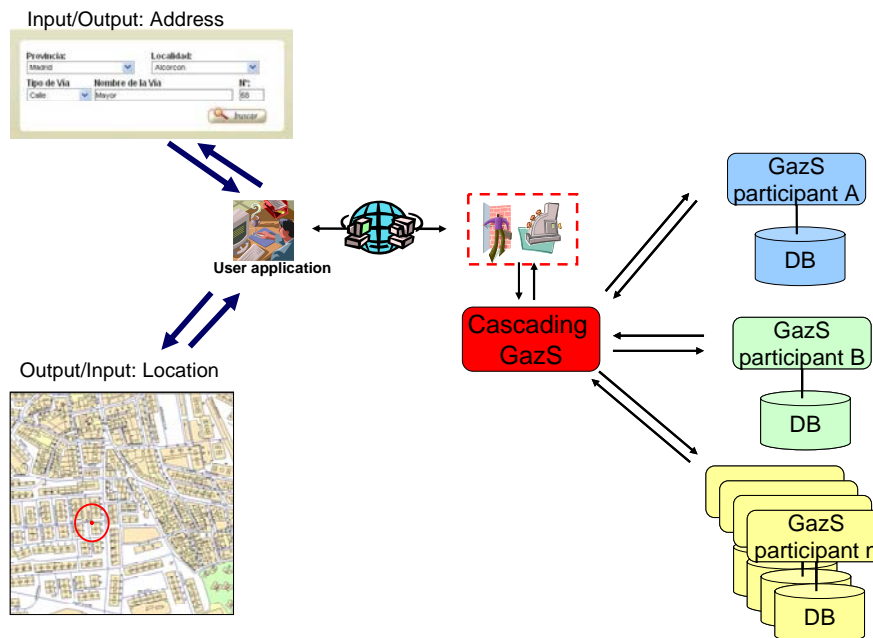 Input/Output: Address
Provincia:
Localidad:
Madrid
Alcorcon
Tipo de Via
Nombre de la Via
Nº:
Calle
Mayor
68
buscar
User application
Output/Input: Location
Cascading
GazS
GazS
participant A
DB
GazS
participant B
DB
GazS
participant n
DB